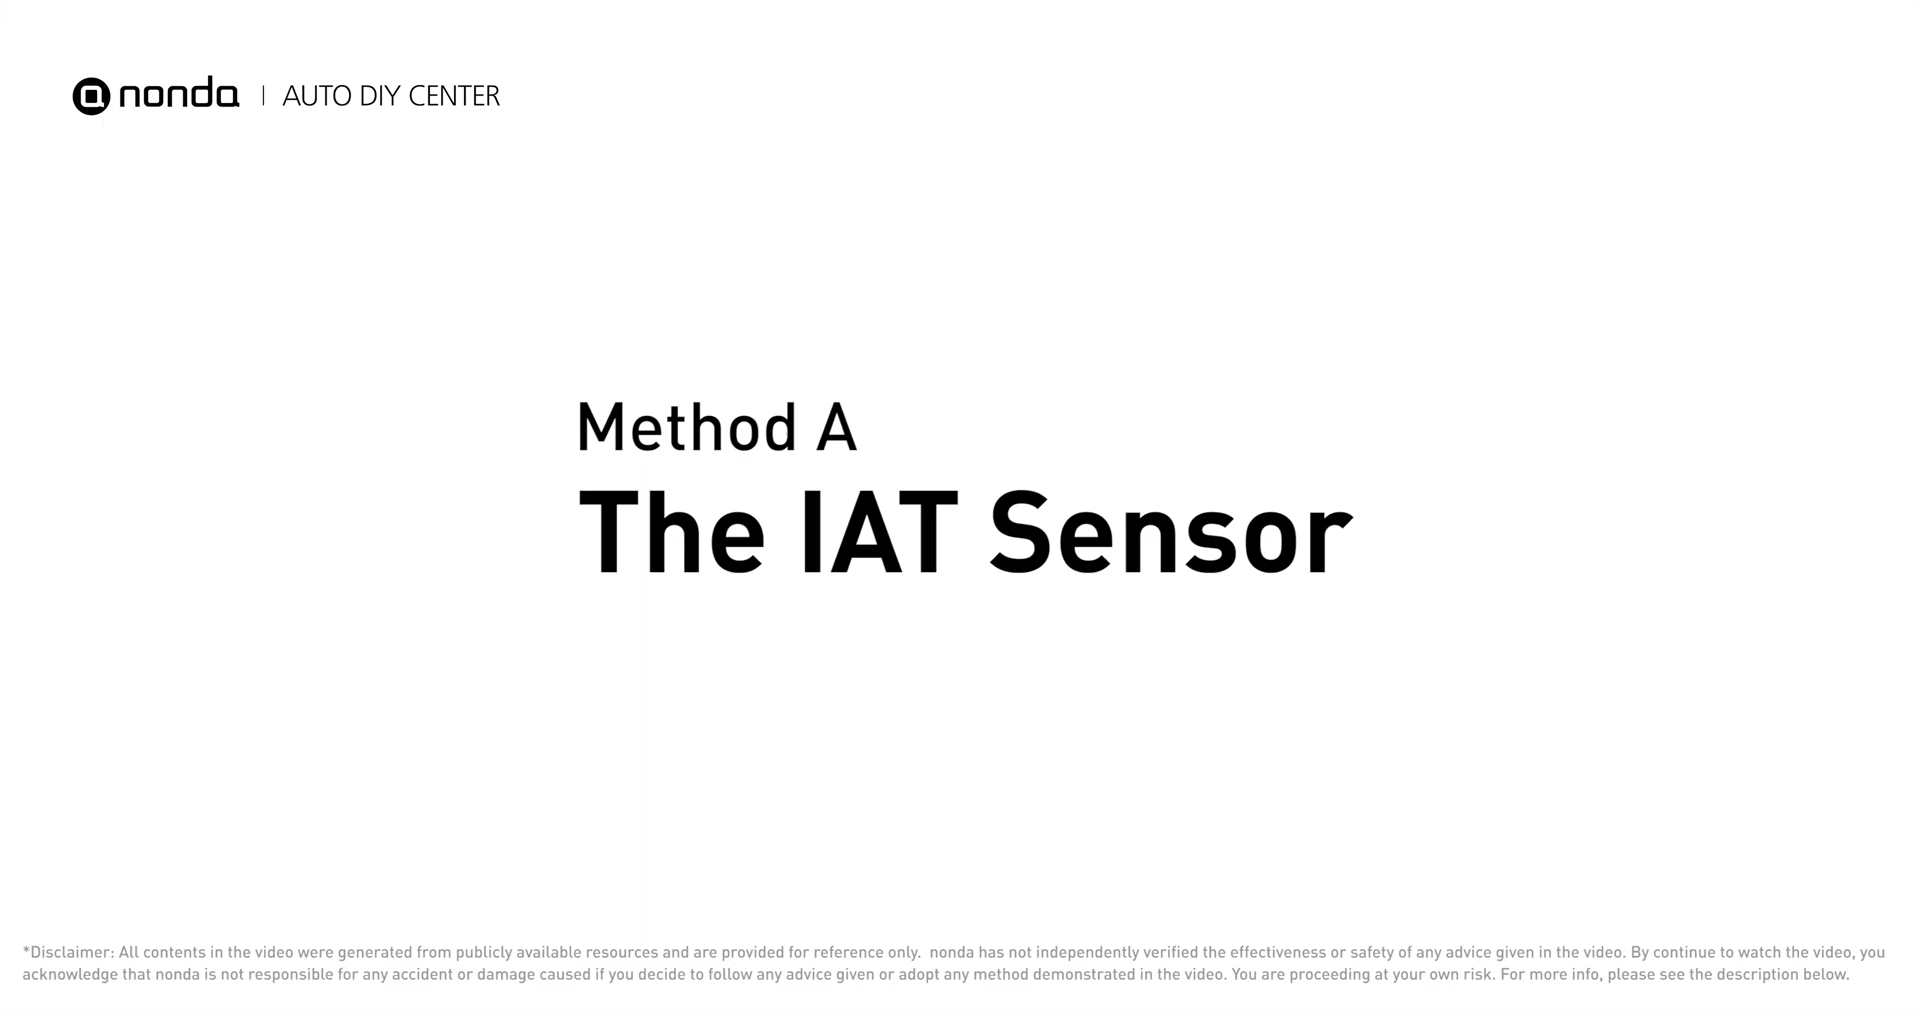 nonda | AUTO DIY CENTER
Method A
The IAT Sensor
*Disclaimer: All contents in the video were generated from publicly available resources and are provided for reference only.  nonda has not independently verified the effectiveness or safety of any advice given in the video. By continue to watch the video, you
acknowledge that nonda is not responsible for any accident or damage caused if you decide to follow any advice given or adopt any method demonstrated in the video. You are proceeding at your own risk. For more info, please see the description below.